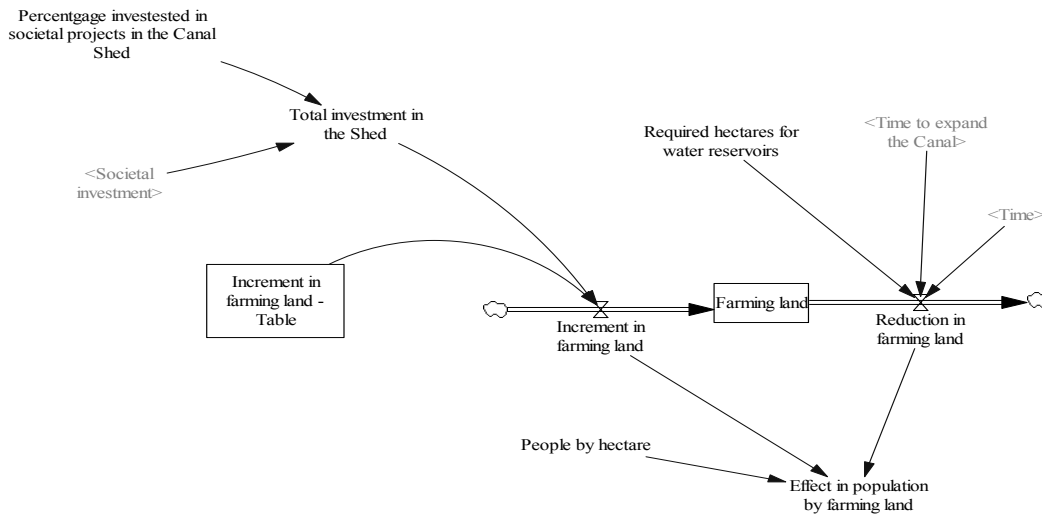 Percentgage investested in
societal projects in the Canal
Shed
Total investment in
the Shed
<Societal
investment>
Required hectares for
water reservoirs
<Time to expand
the Canal>
<Time>
Increment in
farming land -
Table
Increment in
farming land
Farming land
Reduction in
farming land
People by hectare
Effect in population
by farming land